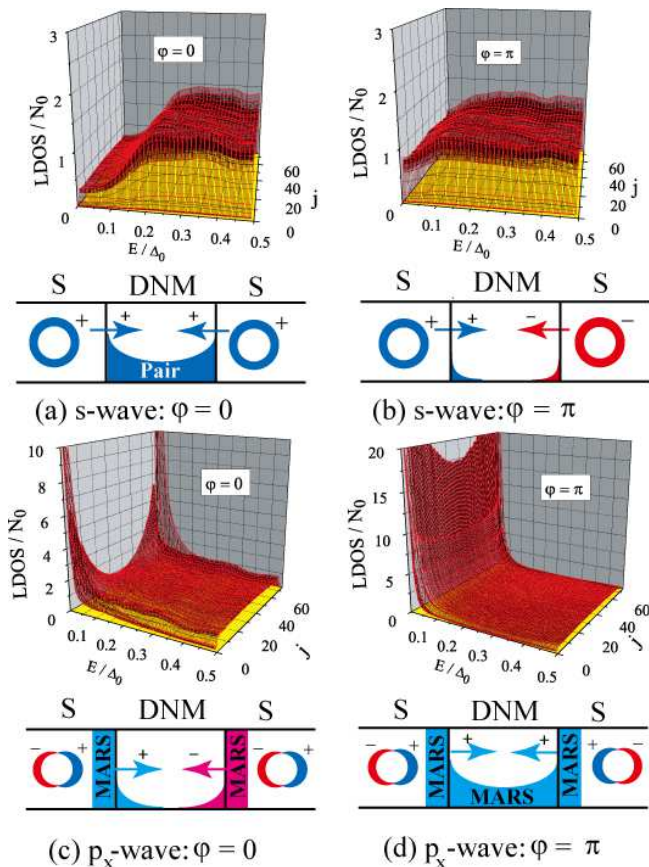 3
2
1
0
LDOS / N₀
φ = 0
0.1 0.2 0.3 0.4 0.5
E / Δ₀
60
40
20
0
j
3
2
1
0
LDOS / N₀
φ = π
0.1 0.2 0.3 0.4 0.5
E / Δ₀
60
40
20
0
j
S DNM S
+ + + +
Pair
(a) s-wave: φ = 0
S DNM S
+ + − −
(b) s-wave: φ = π
10
8
6
4
2
0
LDOS / N₀
φ = 0
0.1 0.2 0.3 0.4 0.5
E / Δ₀
60
40
20
0
j
20
15
10
5
0
LDOS / N₀
φ = π
0.1 0.2 0.3 0.4 0.5
E / Δ₀
60
40
20
0
j
S DNM S
− + MARS + − MARS − +
(c) pₓ-wave: φ = 0
S DNM S
− + MARS + + MARS + −
MARS
(d) pₓ-wave: φ = π